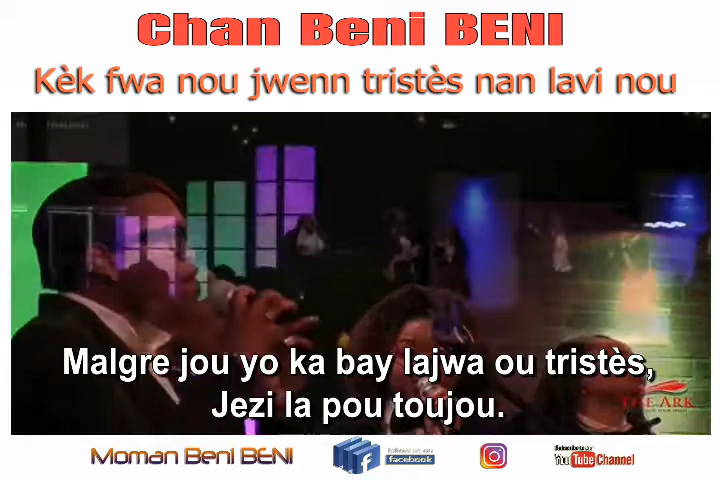 Chan Beni BENI
Kèk fwa nou jwenn tristès nan lavi nou
Malgre jou yo ka bay lajwa ou tristès,
Jezi la pou toujou.
THE ARK
Moman Beni BENI
facebook
YouTube Channel